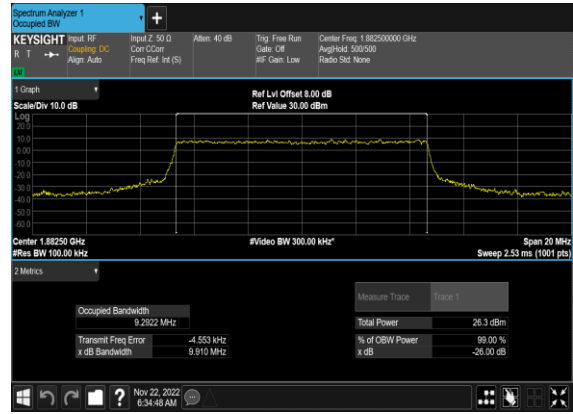 Spectrum Analyzer 1
Occupied BW
+
KEYSIGHT
R T
LW
Input: RF
Coupling: DC
Align: Auto
Input Z: 50 Ω
Corr CCorr
Freq Ref: Int (S)
Atten: 40 dB
Trig: Free Run
Gate: Off
#IF Gain: Low
Center Freq: 1.882500000 GHz
Avg|Hold: 500/500
Radio Std: None
1 Graph
Scale/Div 10.0 dB
Ref Lvl Offset 8.00 dB
Ref Value 30.00 dBm
Log
20.0
10.0
0.00
-10.0
-20.0
-30.0
-40.0
-50.0
-60.0
Center 1.88250 GHz
#Res BW 100.00 kHz
#Video BW 300.00 kHz*
Span 20 MHz
Sweep 2.53 ms (1001 pts)
2 Metrics
Measure Trace Trace 1
Occupied Bandwidth
9.2922 MHz
Total Power 26.3 dBm
Transmit Freq Error -4.553 kHz
% of OBW Power 99.00 %
x dB Bandwidth 9.910 MHz
x dB -26.00 dB
?
Nov 22, 2022
6:34:48 AM